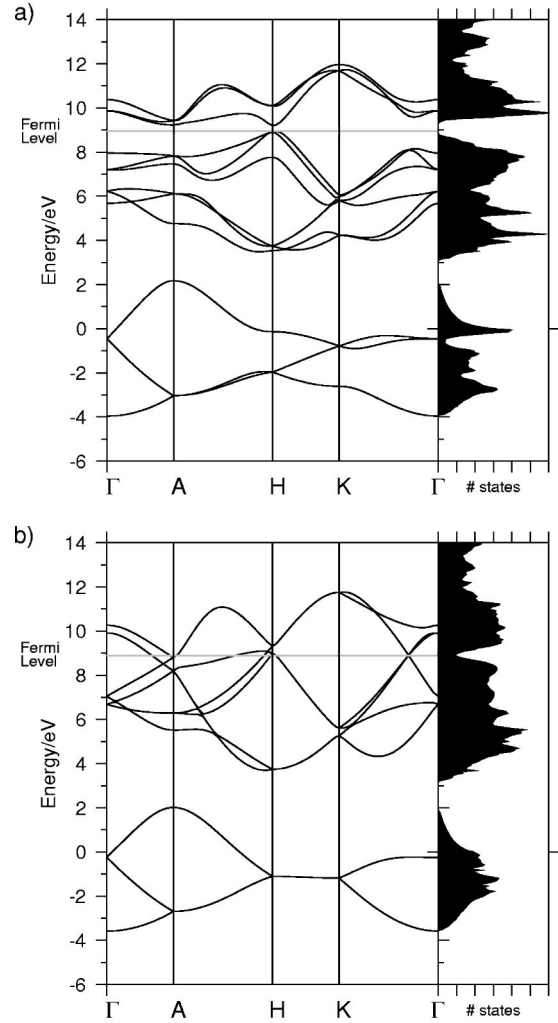 a)
14
12
10
Fermi
Level
8
6
4
2
0
-2
-4
-6
Energy/eV
Γ A H K Γ # states
b)
14
12
10
Fermi
Level
8
6
4
2
0
-2
-4
-6
Energy/eV
Γ A H K Γ # states